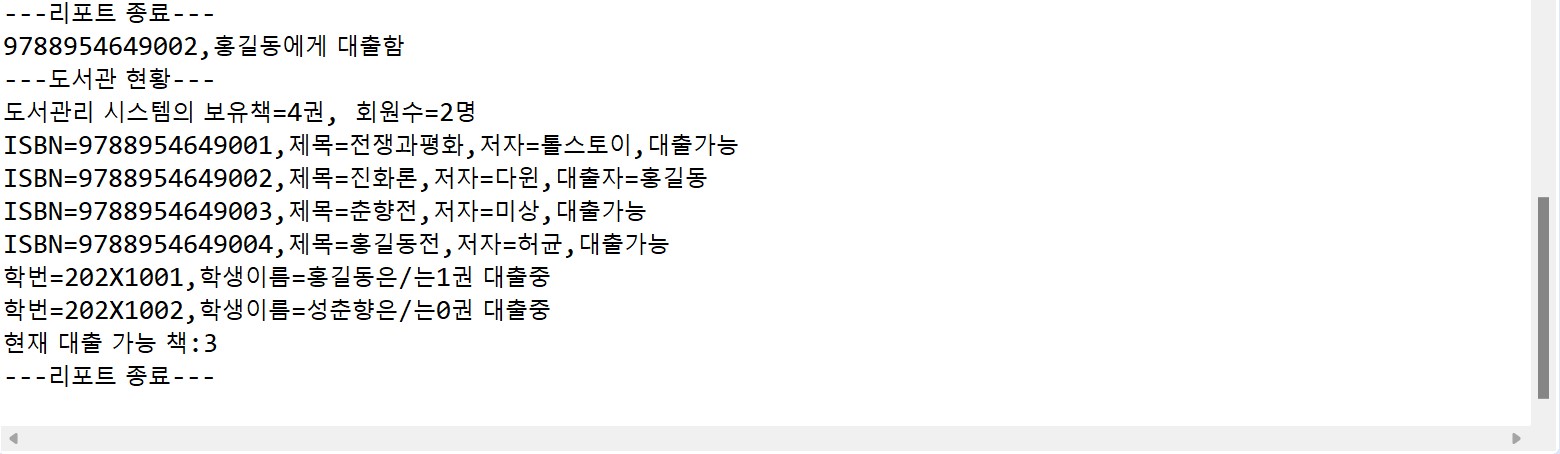 ---리포트 종료---
9788954649002,홍길동에게 대출함
---도서관 현황---
도서관리 시스템의 보유책=4권, 회원수=2명
ISBN=9788954649001,제목=전쟁과평화,저자=톨스토이,대출가능
ISBN=9788954649002,제목=진화론,저자=다윈,대출자=홍길동
ISBN=9788954649003,제목=춘향전,저자=미상,대출가능
ISBN=9788954649004,제목=홍길동전,저자=허균,대출가능
학번=202X1001,학생이름=홍길동은/는1권 대출중
학번=202X1002,학생이름=성춘향은/는0권 대출중
현재 대출 가능 책:3
---리포트 종료---